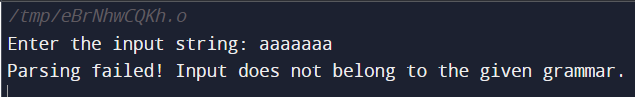 /tmp/eBrNhwCQKh.o
Enter the input string: aaaaaaa
Parsing failed! Input does not belong to the given grammar.